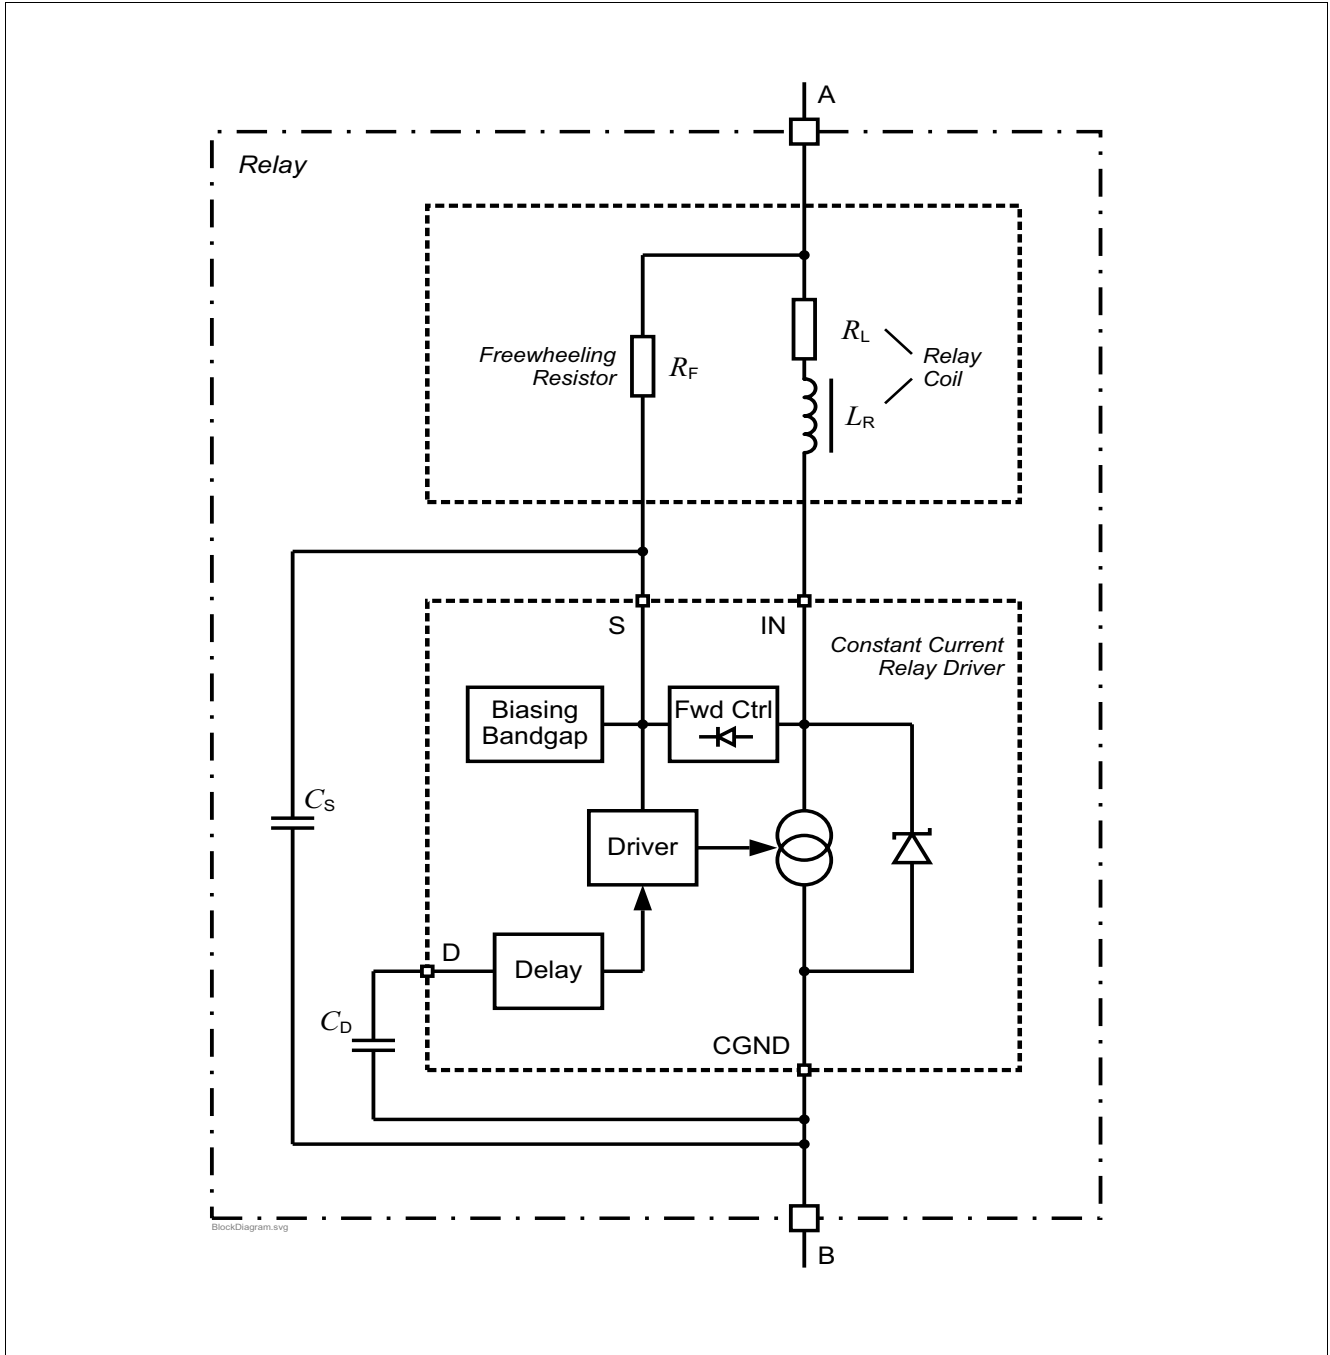 A
Relay
Freewheeling
Resistor
RF
RL
LR
Relay
Coil
S
IN
Constant Current
Relay Driver
Biasing
Bandgap
Fwd Ctrl
CS
Driver
D
Delay
CD
CGND
BlockDiagram.svg
B